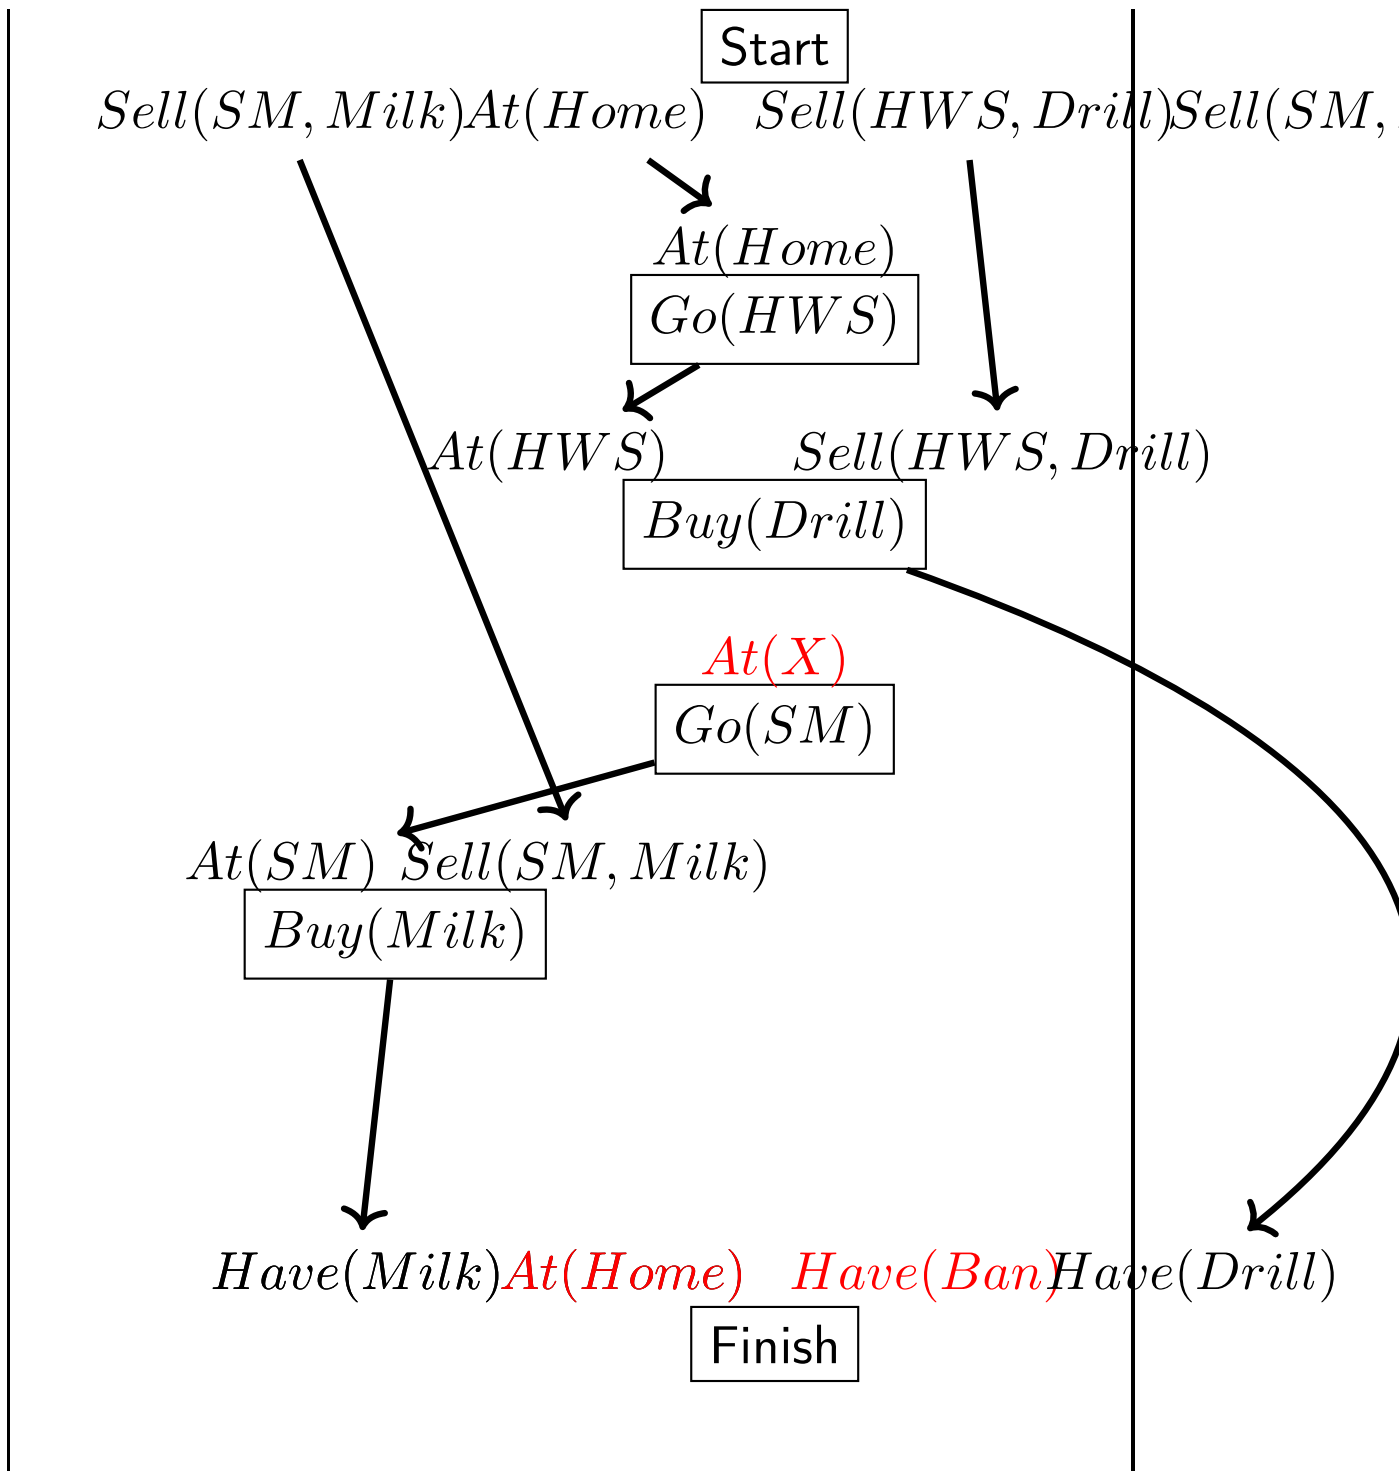 Start
Sell(SM, Milk) At(Home) Sell(HWS, Drill) Sell(SM,
At(Home)
Go(HWS)
At(HWS) Sell(HWS, Drill)
Buy(Drill)
At(X)
Go(SM)
At(SM) Sell(SM, Milk)
Buy(Milk)
Have(Milk) At(Home) Have(Ban) Have(Drill)
Finish